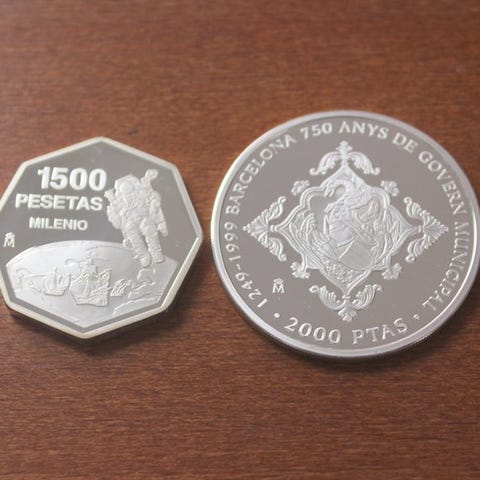 1500
PESETAS
MILENIO
M
1249-1999 BARCELONA 750 ANYS DE GOVERN MUNICIPAL
M
• 2000 PTAS •